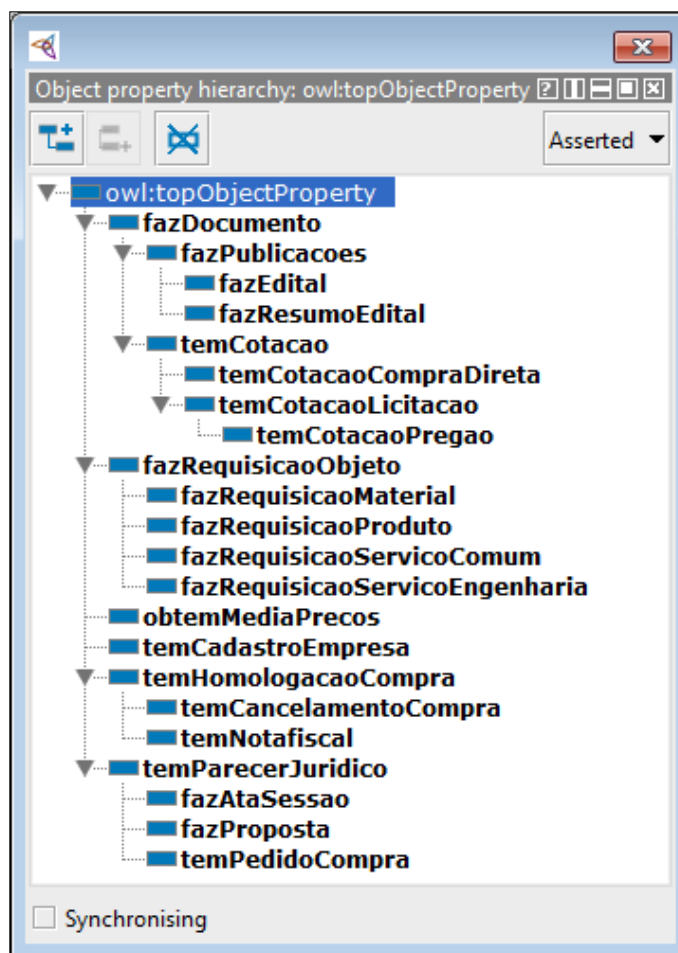 Object property hierarchy: owl:topObjectProperty
Asserted
owl:topObjectProperty
fazDocumento
fazPublicacoes
fazEdital
fazResumoEdital
temCotacao
temCotacaoCompraDireta
temCotacaoLicitacao
temCotacaoPregao
fazRequisicaoObjeto
fazRequisicaoMaterial
fazRequisicaoProduto
fazRequisicaoServicoComum
fazRequisicaoServicoEngenharia
obtemMediaPrecos
temCadastroEmpresa
temHomologacaoCompra
temCancelamentoCompra
temNotafiscal
temParecerJuridico
fazAtaSessao
fazProposta
temPedidoCompra
Synchronising